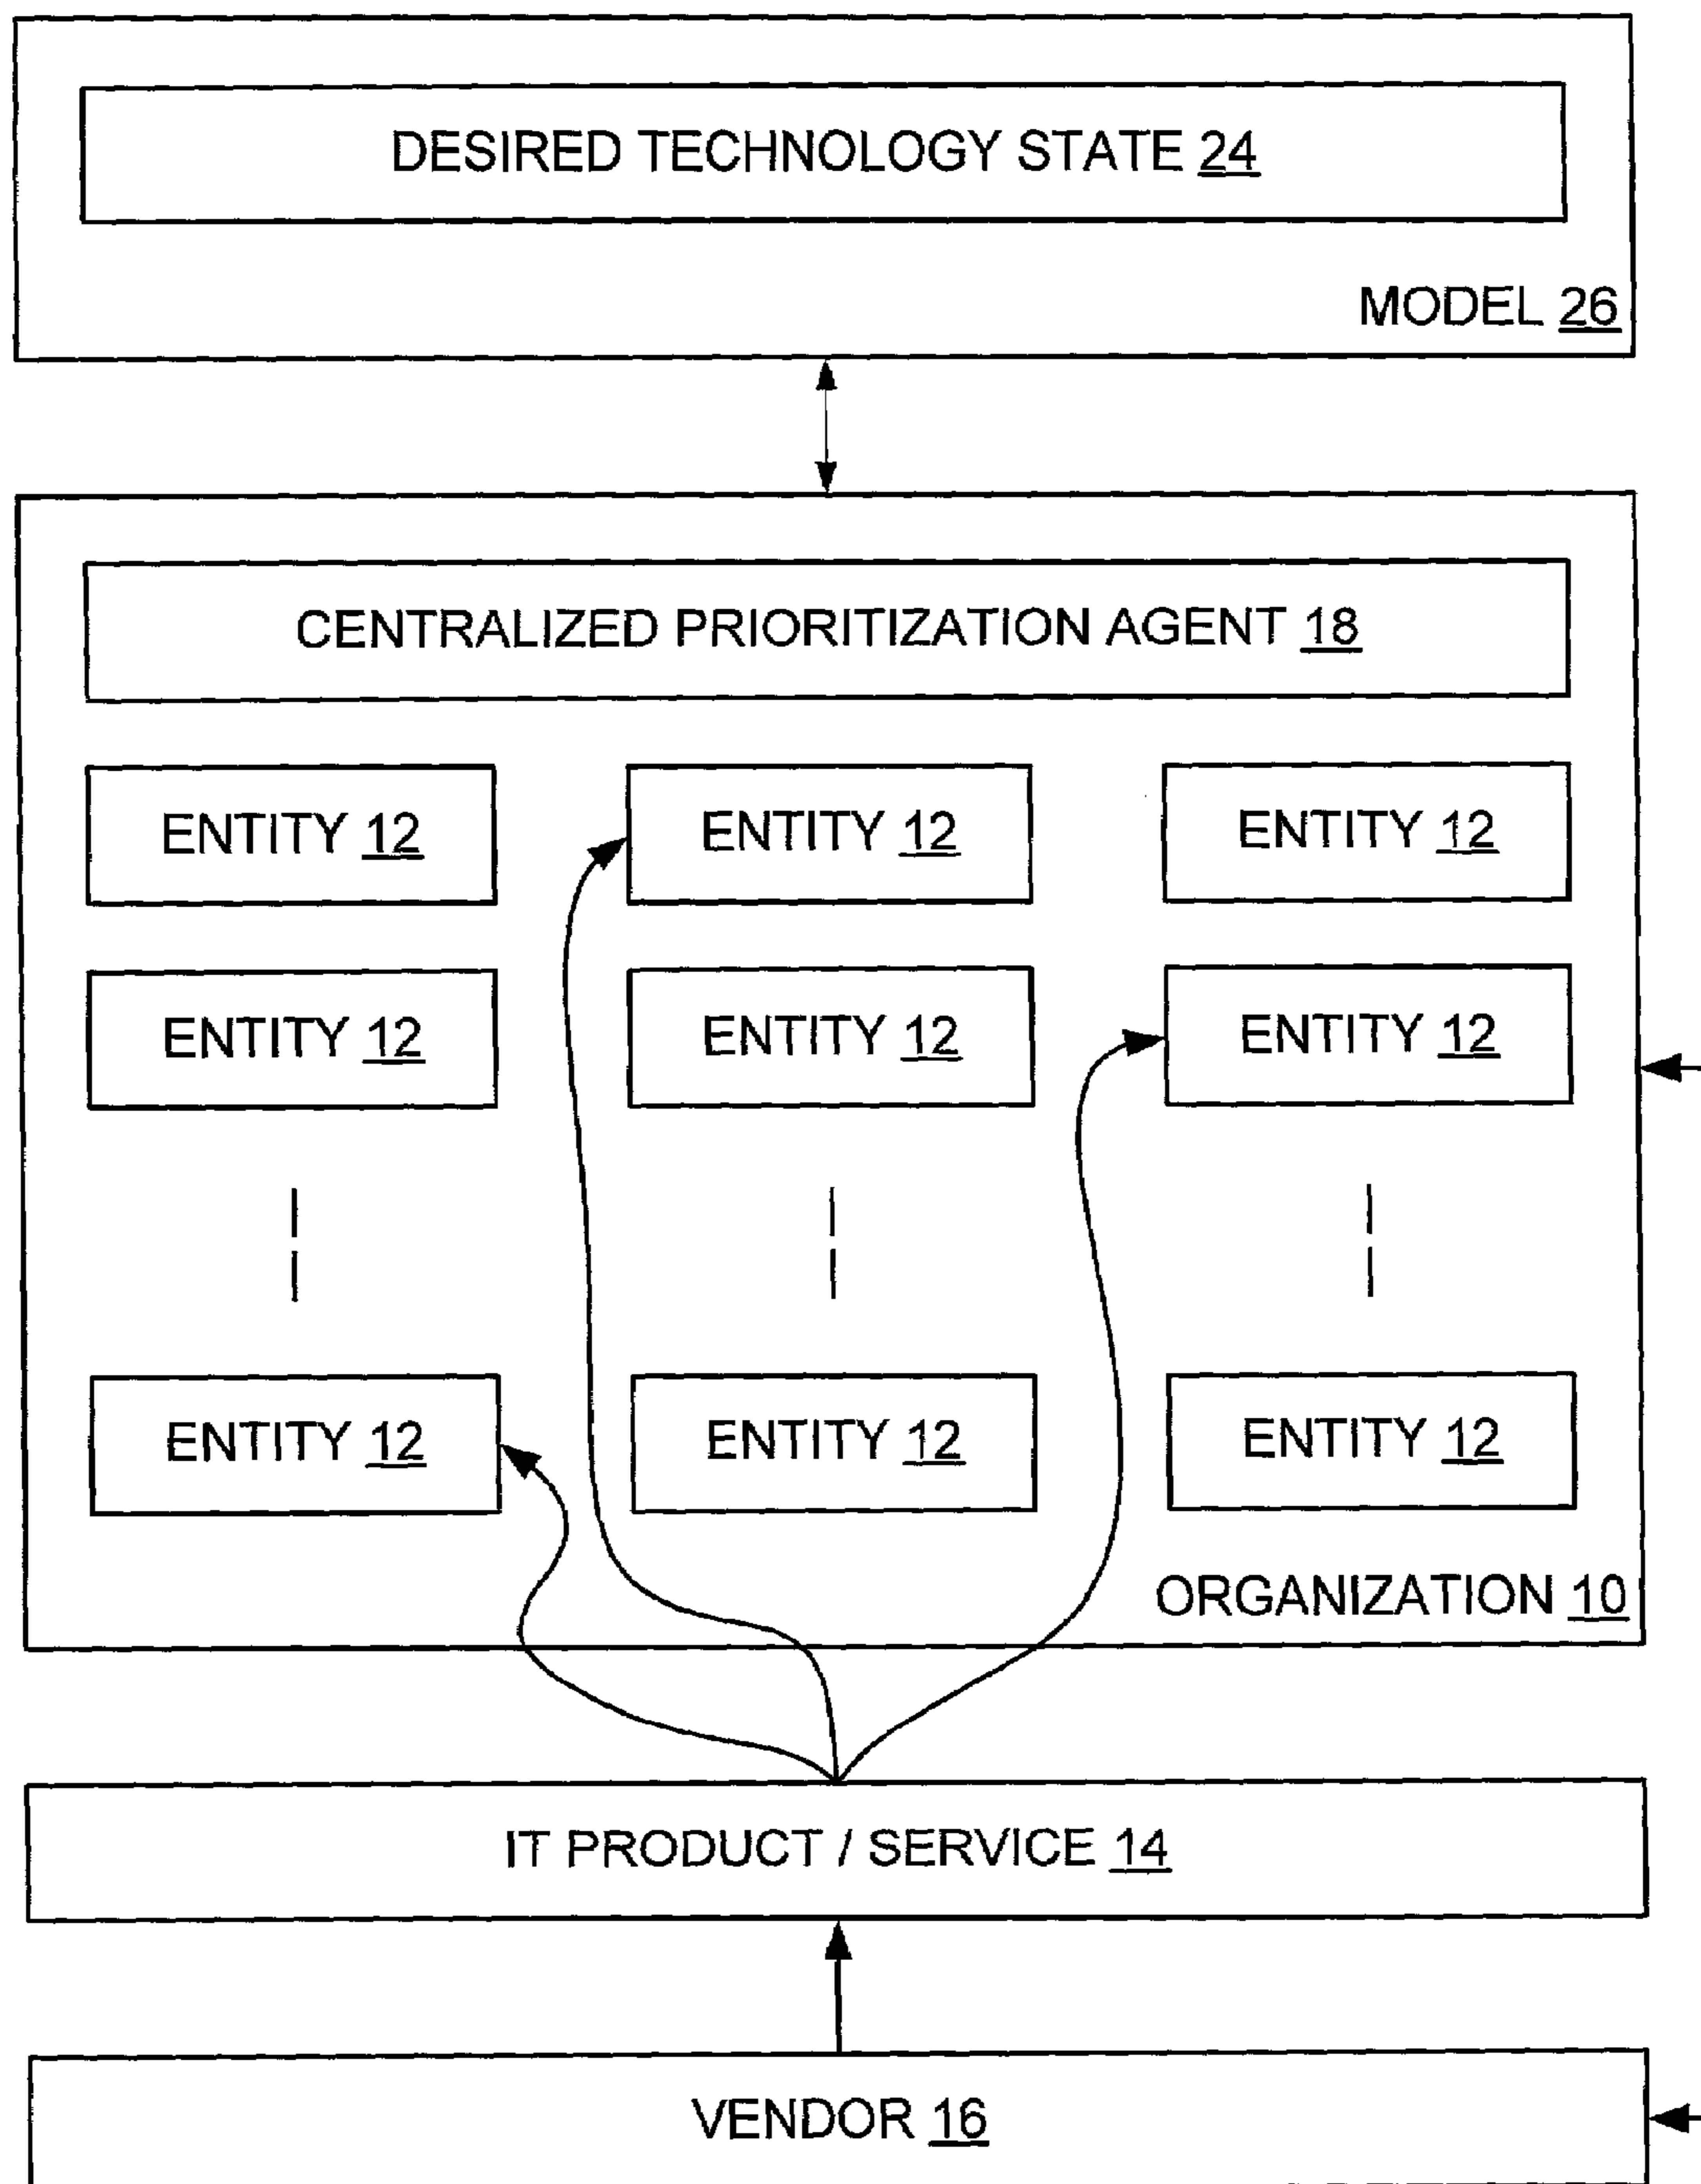 DESIRED TECHNOLOGY STATE 24
MODEL 26
CENTRALIZED PRIORITIZATION AGENT 18
ENTITY 12
ENTITY 12
ENTITY 12
ENTITY 12
ENTITY 12
ENTITY 12
ENTITY 12
ENTITY 12
ENTITY 12
ORGANIZATION 10
IT PRODUCT / SERVICE 14
VENDOR 16